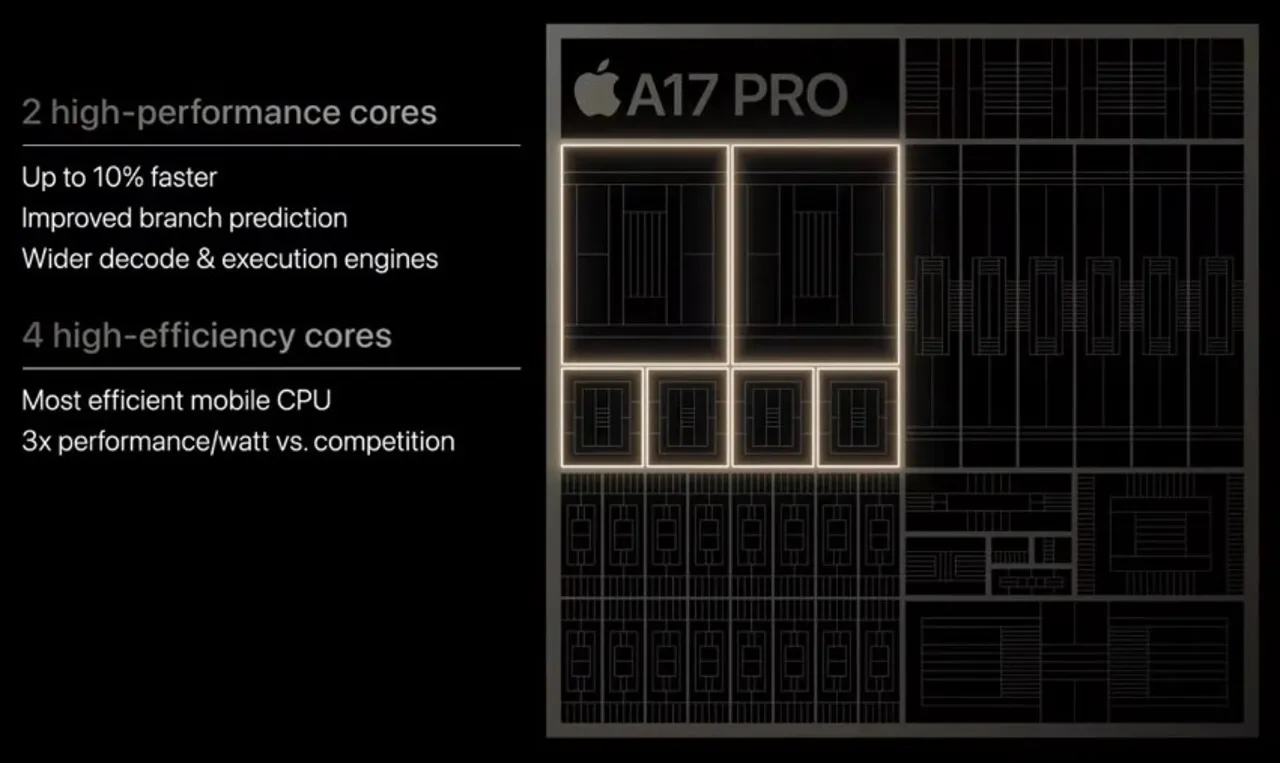 2 high-performance cores
Up to 10% faster
Improved branch prediction
Wider decode & execution engines
4 high-efficiency cores
Most efficient mobile CPU
3x performance/watt vs. competition
A17 PRO